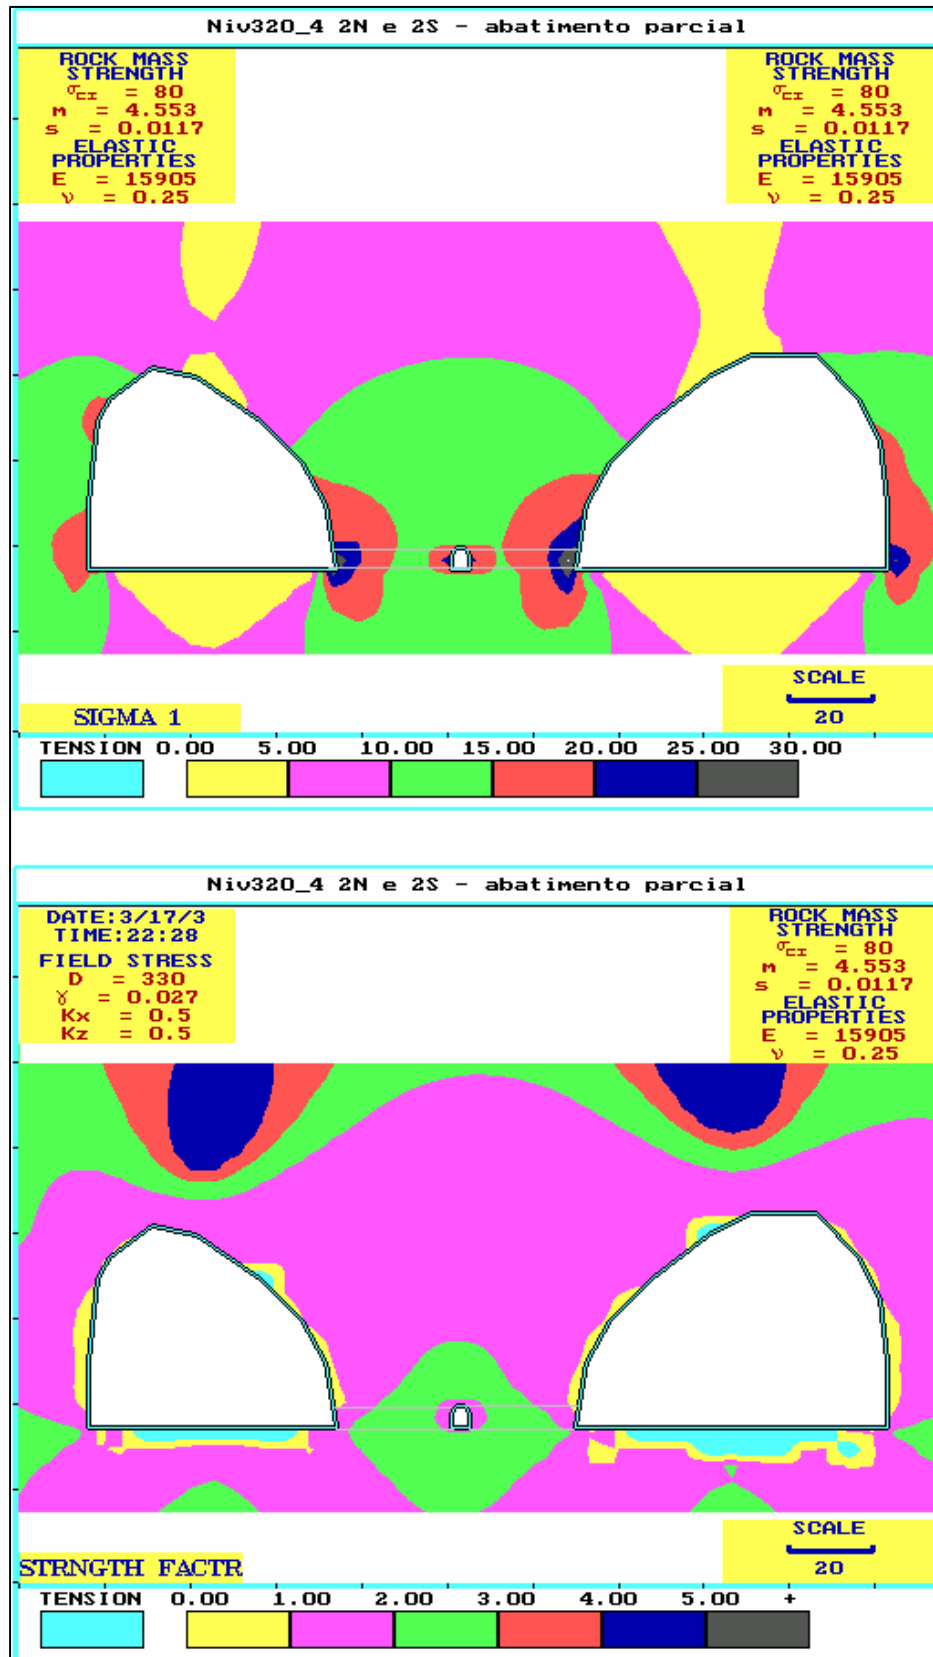 Niv320_4 2N e 2S - abatimento parcial
ROCK MASS
STRENGTH
σCI = 80
m = 4.553
s = 0.0117
ELASTIC
PROPERTIES
E = 15905
ν = 0.25
ROCK MASS
STRENGTH
σCI = 80
m = 4.553
s = 0.0117
ELASTIC
PROPERTIES
E = 15905
ν = 0.25
SCALE
20
SIGMA 1
TENSION 0.00 5.00 10.00 15.00 20.00 25.00 30.00
Niv320_4 2N e 2S - abatimento parcial
DATE:3/17/3
TIME:22:28
FIELD STRESS
D = 330
γ = 0.027
Kx = 0.5
Kz = 0.5
ROCK MASS
STRENGTH
σCI = 80
m = 4.553
s = 0.0117
ELASTIC
PROPERTIES
E = 15905
ν = 0.25
SCALE
20
STRNGTH FACTR
TENSION 0.00 1.00 2.00 3.00 4.00 5.00 +